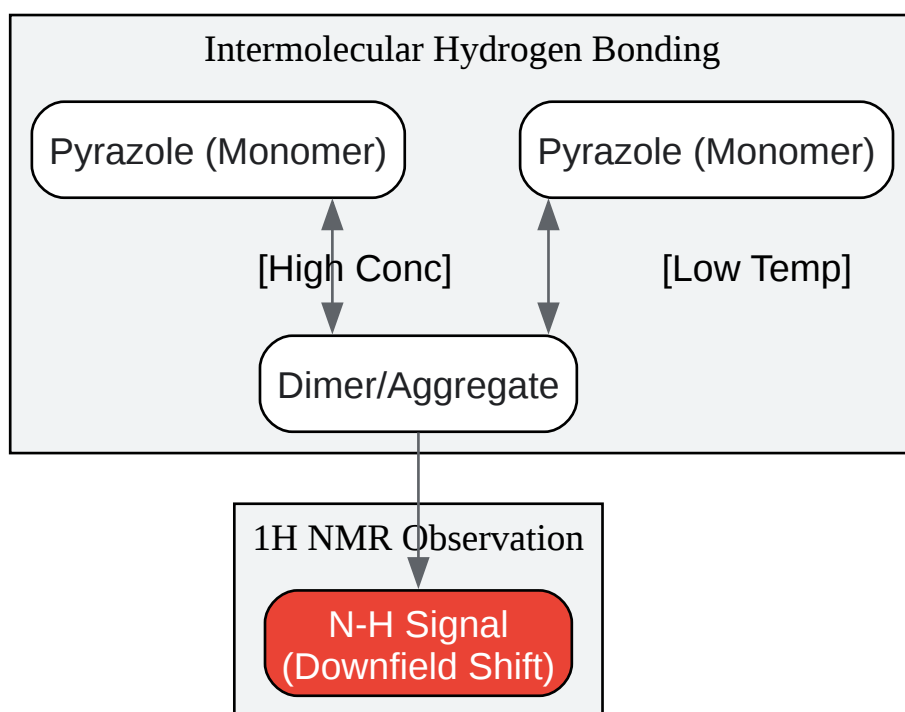 Intermolecular Hydrogen Bonding
Pyrazole (Monomer)
Pyrazole (Monomer)
[High Conc]
[Low Temp]
Dimer/Aggregate
1H NMR Observation
N-H Signal
(Downfield Shift)